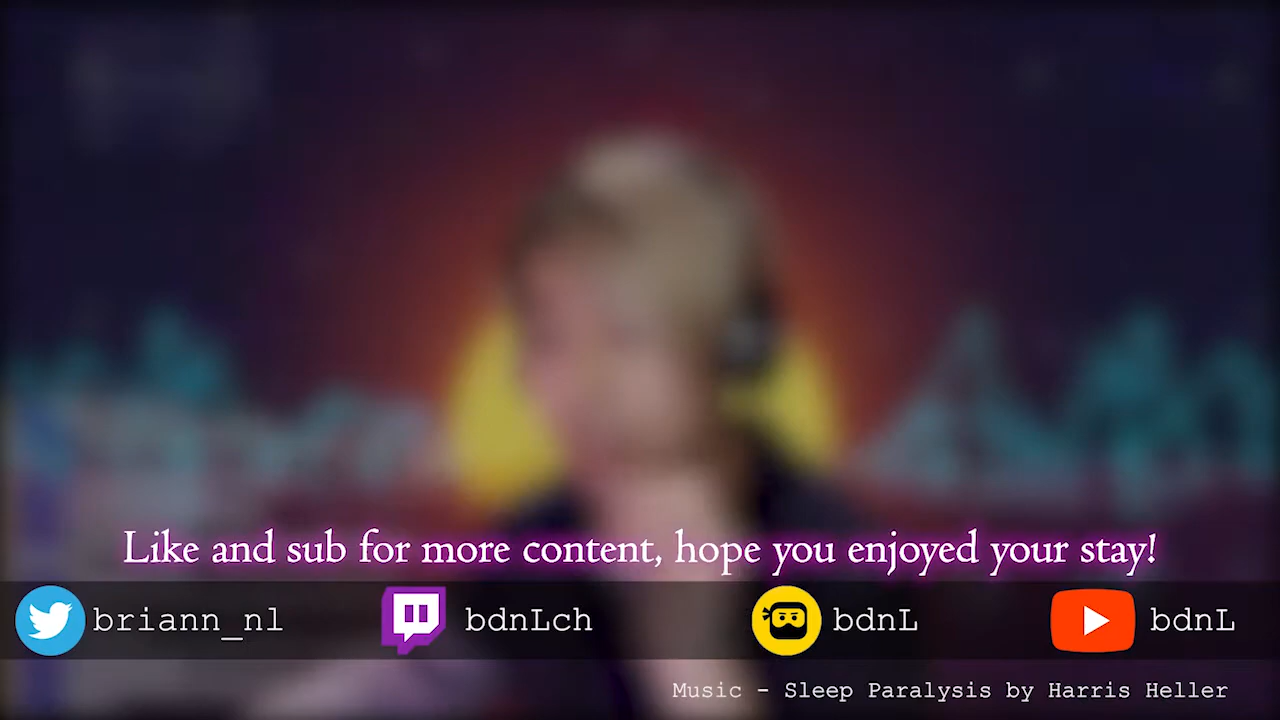 Like and sub for more content, hope you enjoyed your stay!
briann_nl bdnLch bdnL bdnL
Music - Sleep Paralysis by Harris Heller